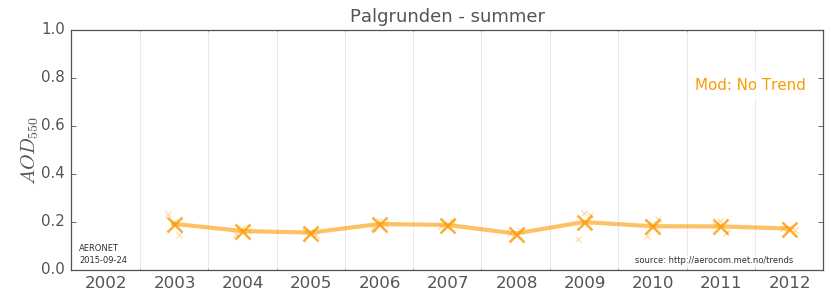 Palgrunden - summer
1.0
0.8
0.6
0.4
0.2
0.0
AOD550
Mod: No Trend
AERONET
2015-09-24
source: http://aerocom.met.no/trends
2002 2003 2004 2005 2006 2007 2008 2009 2010 2011 2012